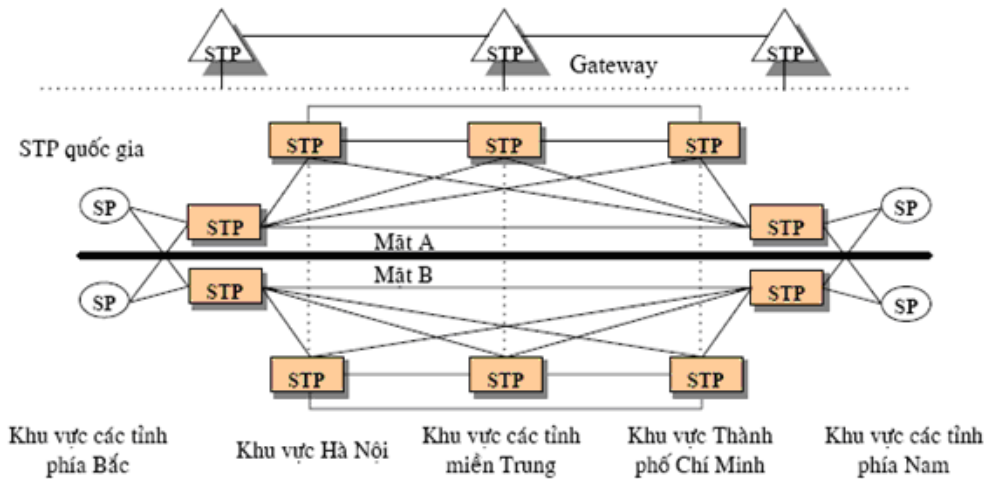 STP STP STP
Gateway
STP STP STP
STP quốc gia
SP SP
STP STP
Mặt A
Mặt B
STP STP
SP SP
STP STP STP
Khu vực các tỉnh
phía Bắc
Khu vực Hà Nội
Khu vực các tỉnh
miền Trung
Khu vực Thành
phố Chí Minh
Khu vực các tỉnh
phía Nam